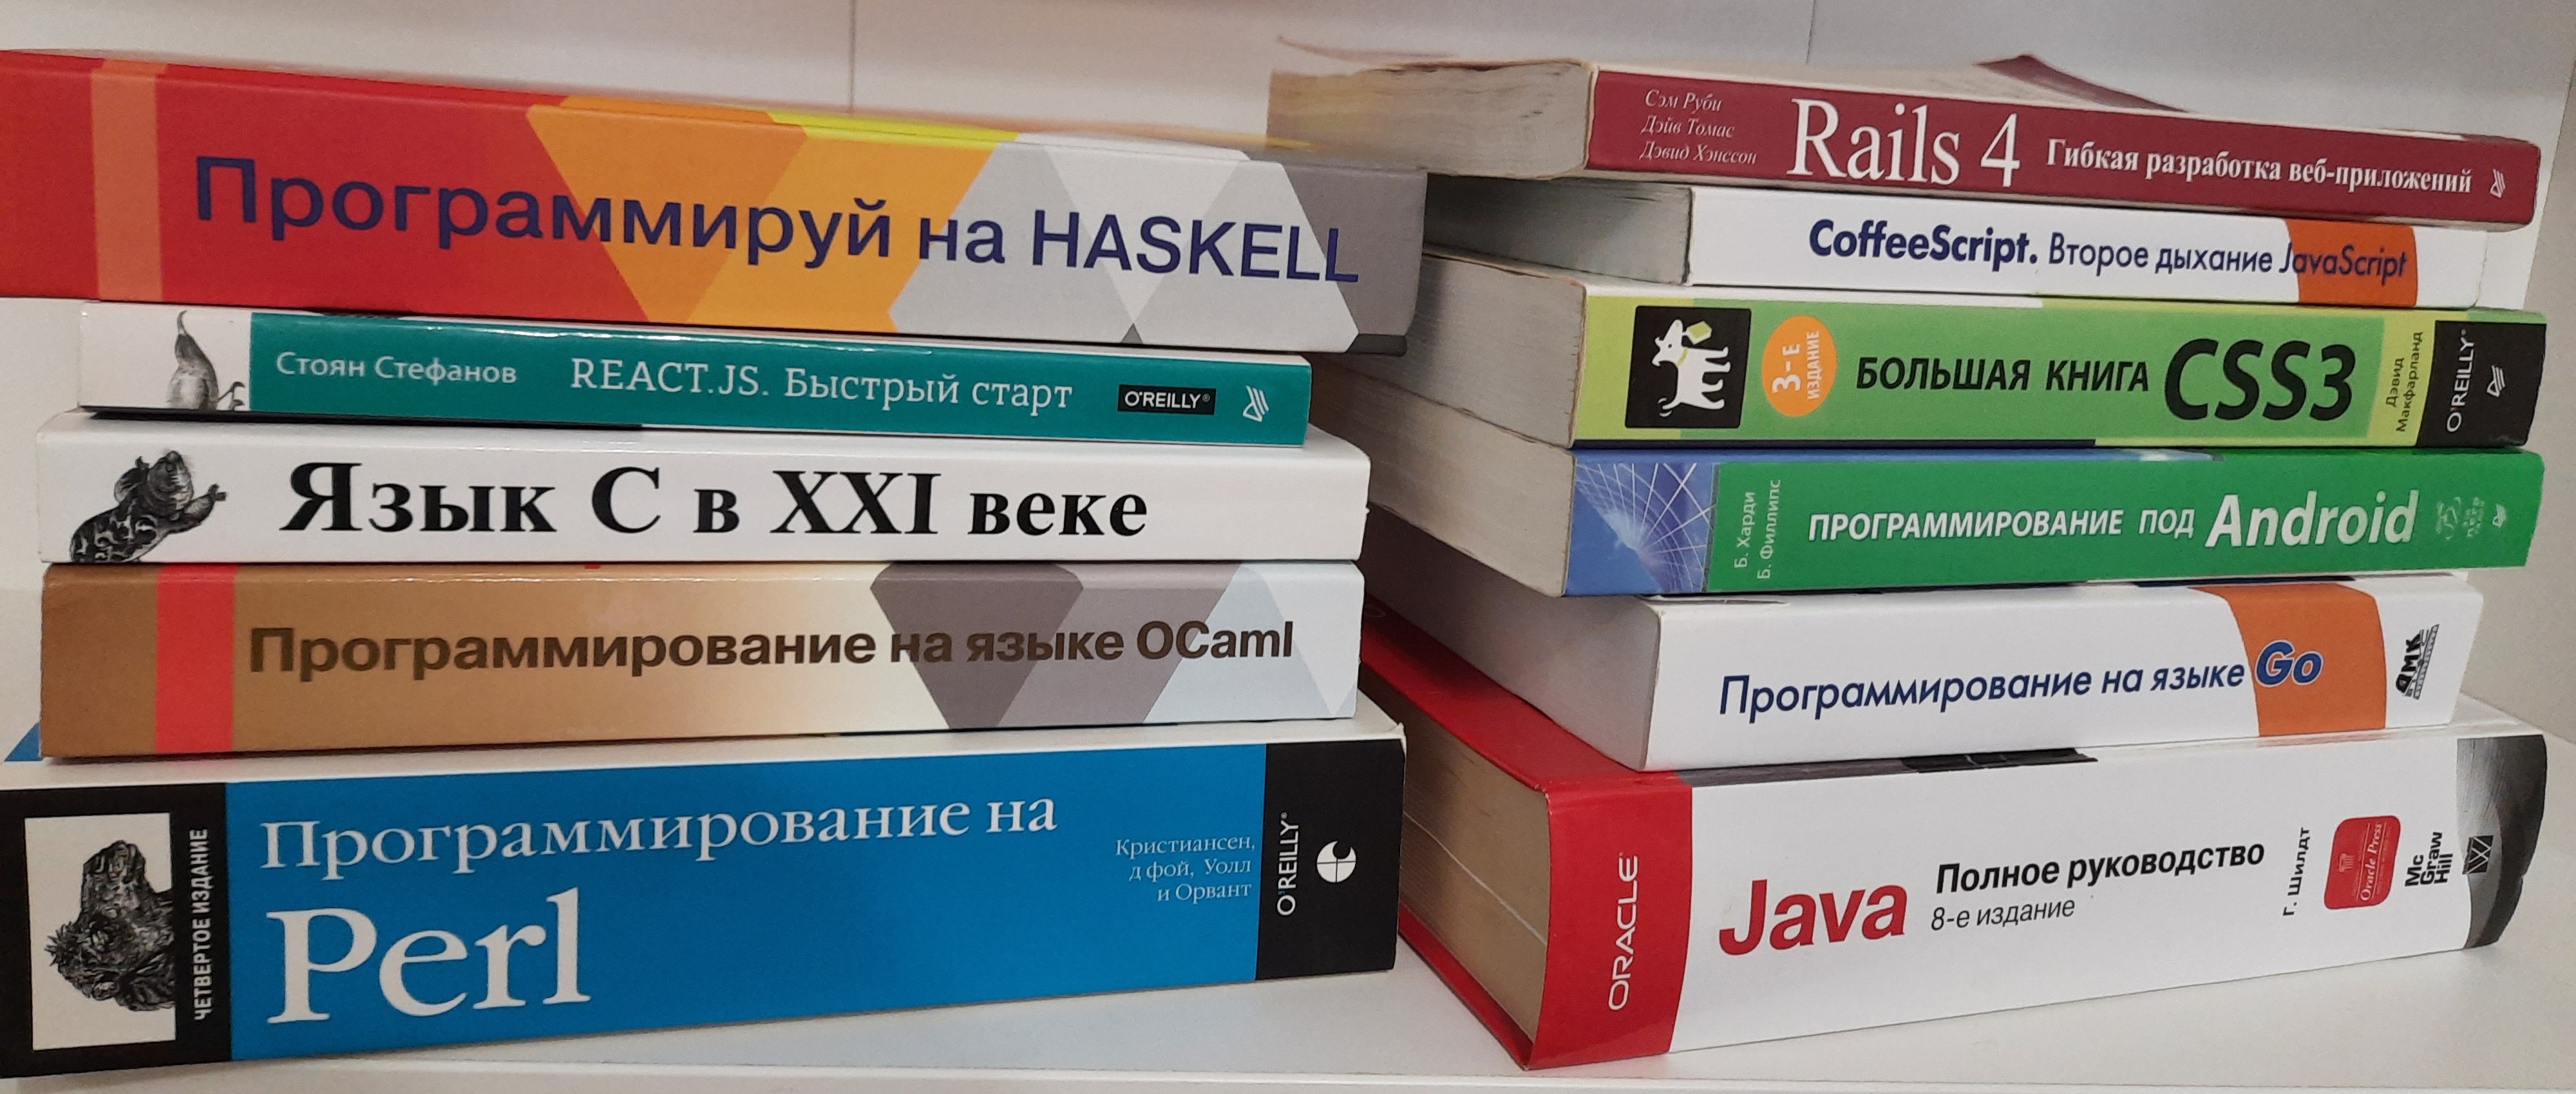 Программируй на HASKELL
Стоян Стефанов REACT.JS. Быстрый старт O'REILLY®
Язык C в XXI веке
Программирование на языке OCaml
ЧЕТВЕРТОЕ ИЗДАНИЕ
Программирование на
Perl
Кристиансен,
д фой, Уолл
и Орвант
O'REILLY®
Сэм Руби
Дэйв Томас
Дэвид Хэнссон
Rails 4 Гибкая разработка веб-приложений
CoffeeScript. Второе дыхание JavaScript
3-Е
ИЗДАНИЕ
БОЛЬШАЯ КНИГА CSS3
Дэвид
Макфарланд
O'REILLY®
Б. Харди
Б. Филлипс
ПРОГРАММИРОВАНИЕ ПОД Android
Программирование на языке Go
ДМК
ORACLE®
Java Полное руководство
8-е издание
Г. Шилдт
Oracle Press
Mc
Graw
Hill